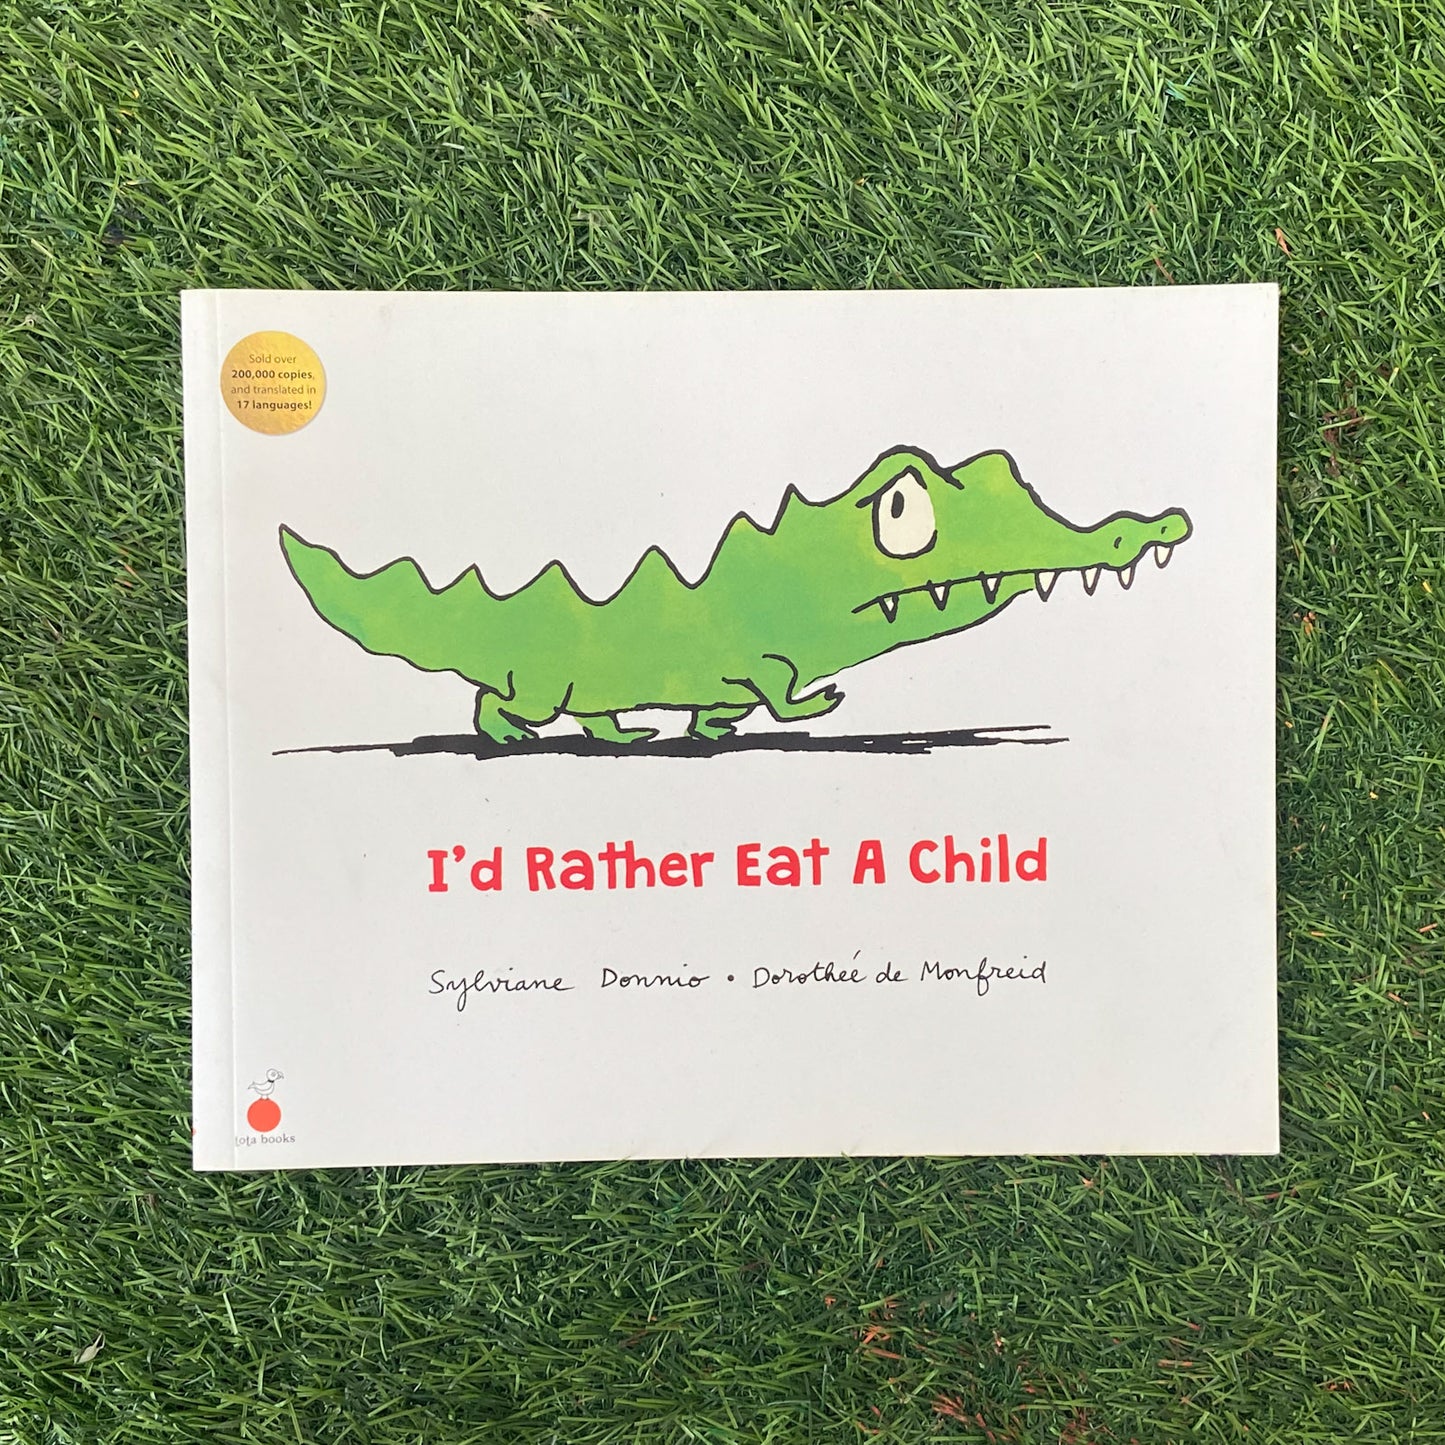 Sold over
200,000 copies,
and translated in
17 languages!
I'd Rather Eat A Child
Sylviane Donnio • Dorotheé de Monfreid
tota books